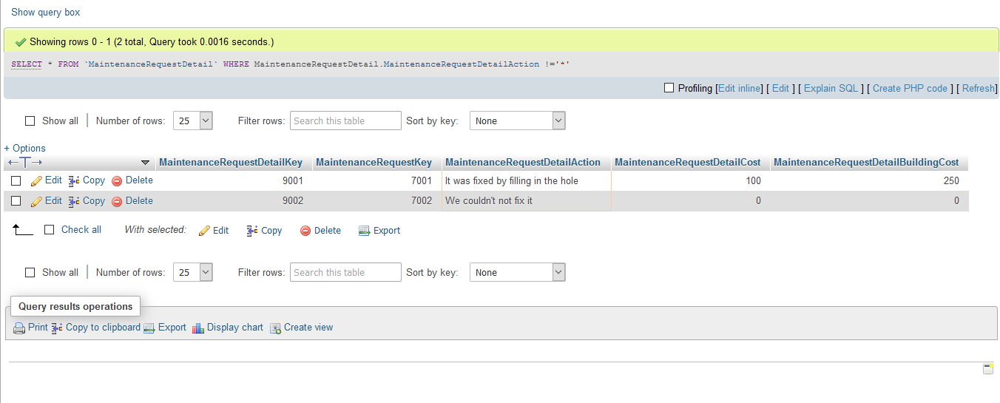 Show query box
Showing rows 0 - 1 (2 total, Query took 0.0016 seconds.)
SELECT * FROM `MaintenanceRequestDetail` WHERE MaintenanceRequestDetail.MaintenanceRequestDetailAction !='*'
Profiling [Edit inline] [ Edit ] [ Explain SQL ] [ Create PHP code ] [ Refresh]
Show all | Number of rows: 25 Filter rows: Search this table Sort by key: None
+ Options
MaintenanceRequestDetailKey MaintenanceRequestKey MaintenanceRequestDetailAction MaintenanceRequestDetailCost MaintenanceRequestDetailBuildingCost
Edit Copy Delete 9001 7001 It was fixed by filling in the hole 100 250
Edit Copy Delete 9002 7002 We couldn't not fix it 0 0
Check all With selected: Edit Copy Delete Export
Show all | Number of rows: 25 Filter rows: Search this table Sort by key: None
Query results operations
Print Copy to clipboard Export Display chart Create view